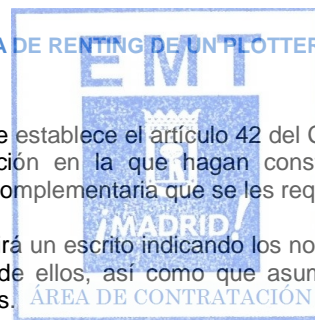 A DE RENTING DE UN PLOTTER
EMT
e establece el artículo 42 del C
ción en la que hagan cons
omplementaria que se les req
¡MADRID!
rá un escrito indicando los no
de ellos, así como que asum
s.
ÁREA DE CONTRATACIÓN